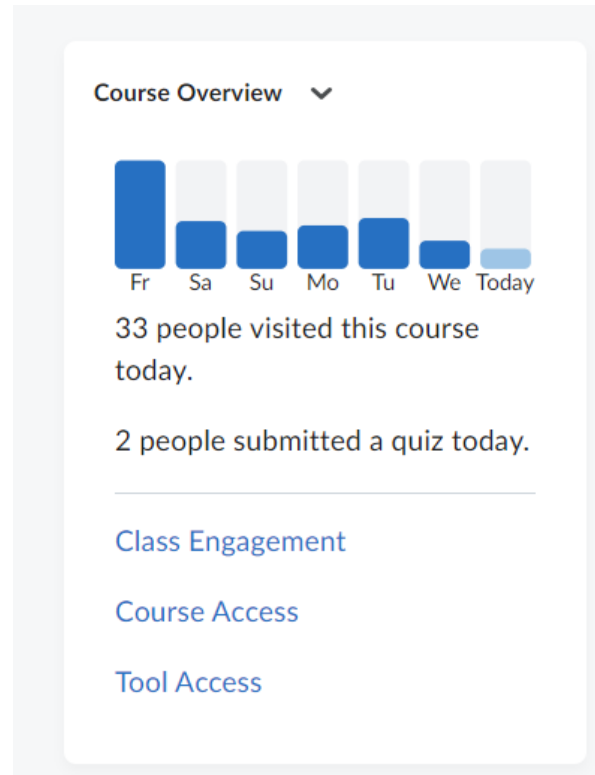 Course Overview
Fr Sa Su Mo Tu We Today
33 people visited this course
today.
2 people submitted a quiz today.
Class Engagement
Course Access
Tool Access